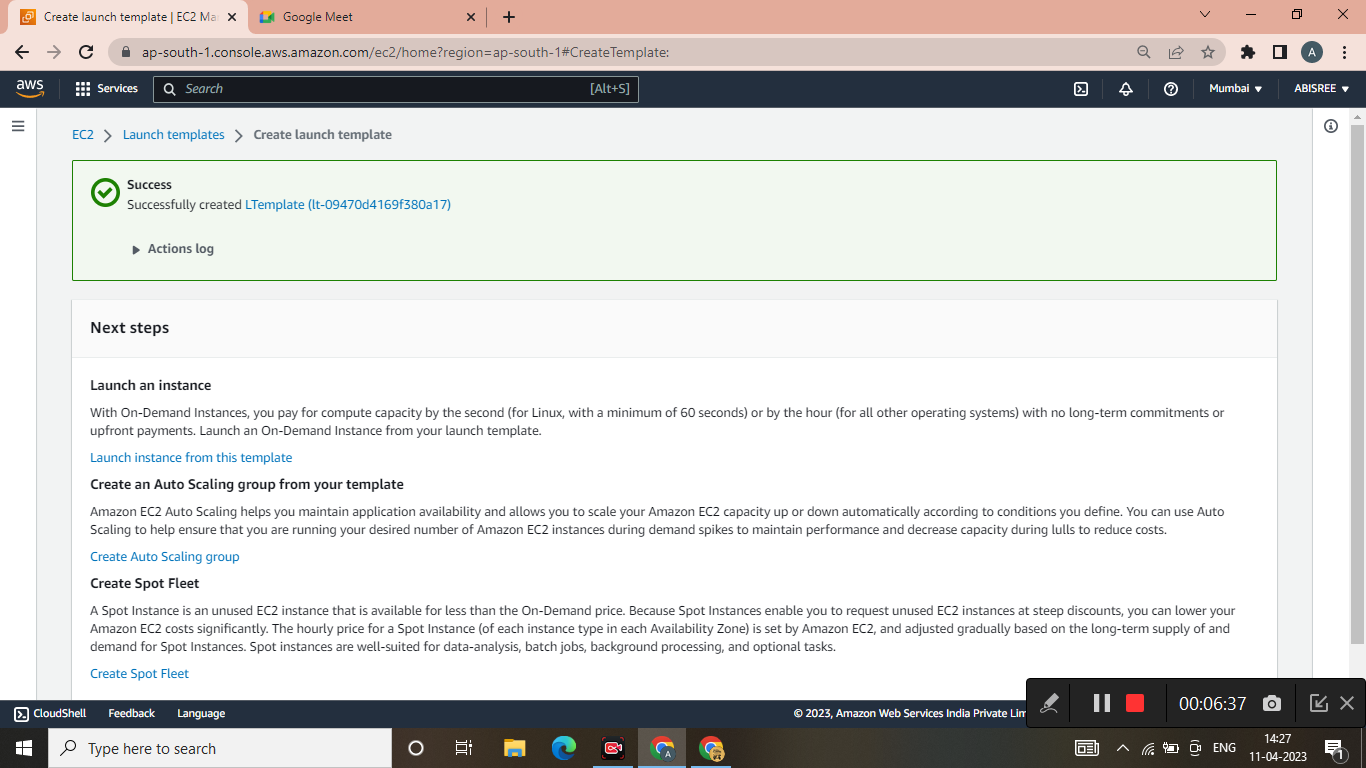 Create launch template | EC2 Ma
Google Meet
ap-south-1.console.aws.amazon.com/ec2/home?region=ap-south-1#CreateTemplate:
A
aws
Services
Search
[Alt+S]
Mumbai
ABISREE
EC2
Launch templates
Create launch template
Success
Successfully created LTemplate (lt-09470d4169f380a17)
Actions log
Next steps
Launch an instance
With On-Demand Instances, you pay for compute capacity by the second (for Linux, with a minimum of 60 seconds) or by the hour (for all other operating systems) with no long-term commitments or
upfront payments. Launch an On-Demand Instance from your launch template.
Launch instance from this template
Create an Auto Scaling group from your template
Amazon EC2 Auto Scaling helps you maintain application availability and allows you to scale your Amazon EC2 capacity up or down automatically according to conditions you define. You can use Auto
Scaling to help ensure that you are running your desired number of Amazon EC2 instances during demand spikes to maintain performance and decrease capacity during lulls to reduce costs.
Create Auto Scaling group
Create Spot Fleet
A Spot Instance is an unused EC2 instance that is available for less than the On-Demand price. Because Spot Instances enable you to request unused EC2 instances at steep discounts, you can lower your
Amazon EC2 costs significantly. The hourly price for a Spot Instance (of each instance type in each Availability Zone) is set by Amazon EC2, and adjusted gradually based on the long-term supply of and
demand for Spot Instances. Spot instances are well-suited for data-analysis, batch jobs, background processing, and optional tasks.
Create Spot Fleet
00:06:37
CloudShell
Feedback
Language
© 2023, Amazon Web Services India Private Lim
Type here to search
ENG
14:27
11-04-2023
1